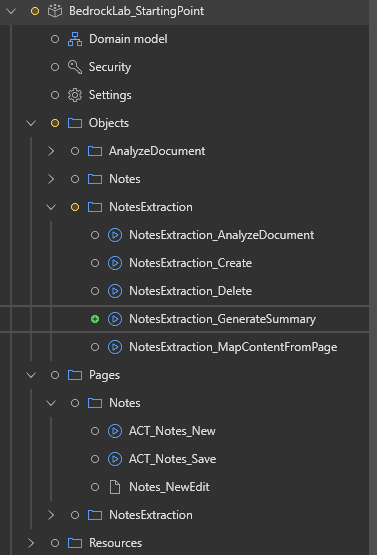 BedrockLab_StartingPoint
Domain model
Security
Settings
Objects
AnalyzeDocument
Notes
NotesExtraction
NotesExtraction_AnalyzeDocument
NotesExtraction_Create
NotesExtraction_Delete
NotesExtraction_GenerateSummary
NotesExtraction_MapContentFromPage
Pages
Notes
ACT_Notes_New
ACT_Notes_Save
Notes_NewEdit
NotesExtraction
Resources